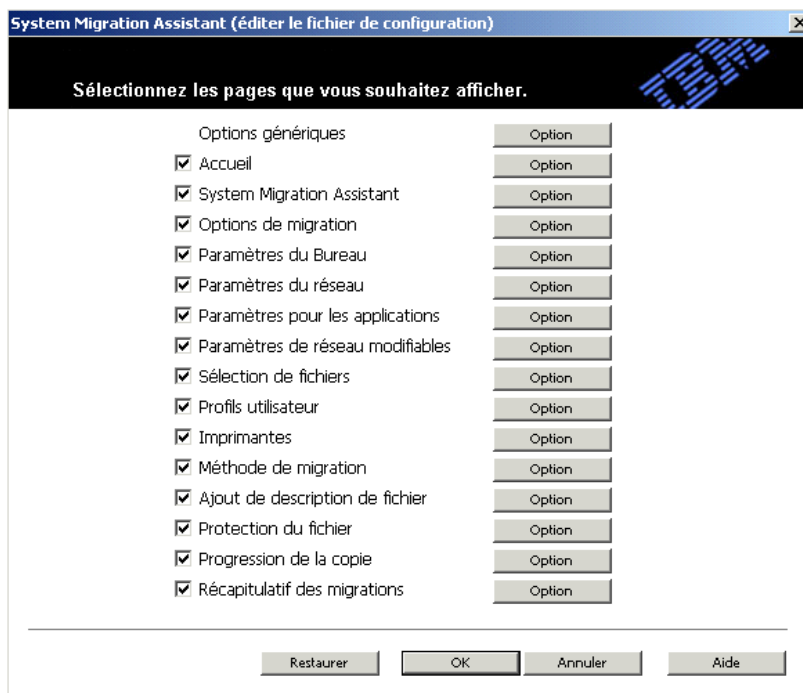 System Migration Assistant (éditer le fichier de configuration)
IBM
Sélectionnez les pages que vous souhaitez afficher.
Options génériques Option
Accueil Option
System Migration Assistant Option
Options de migration Option
Paramètres du Bureau Option
Paramètres du réseau Option
Paramètres pour les applications Option
Paramètres de réseau modifiables Option
Sélection de fichiers Option
Profils utilisateur Option
Imprimantes Option
Méthode de migration Option
Ajout de description de fichier Option
Protection du fichier Option
Progression de la copie Option
Récapitulatif des migrations Option
Restaurer OK Annuler Aide